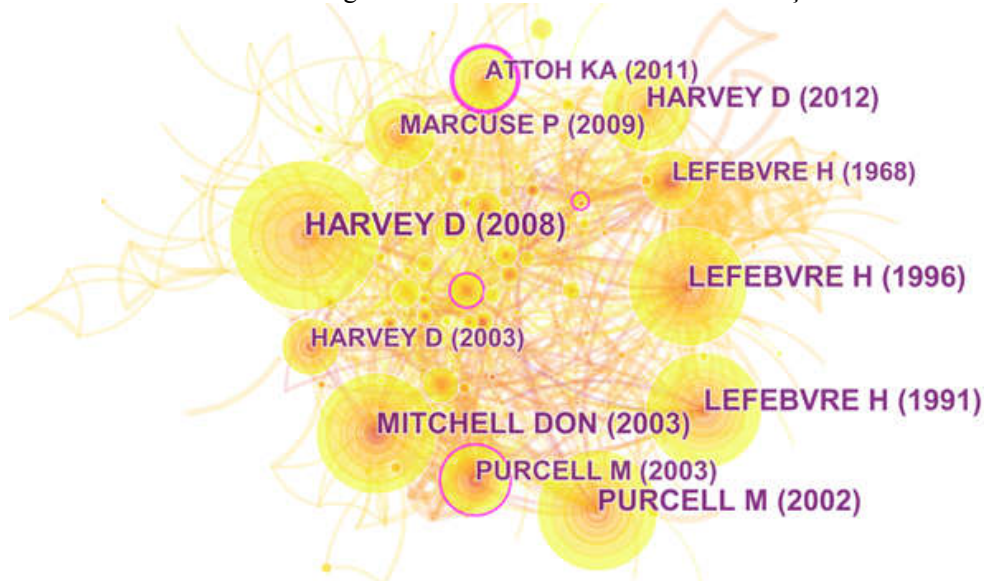 ATTOH KA (2011)
HARVEY D (2012)
MARCUSE P (2009)
LEFEBVRE H (1968)
HARVEY D (2008)
LEFEBVRE H (1996)
HARVEY D (2003)
LEFEBVRE H (1991)
MITCHELL DON (2003)
PURCELL M (2003)
PURCELL M (2002)